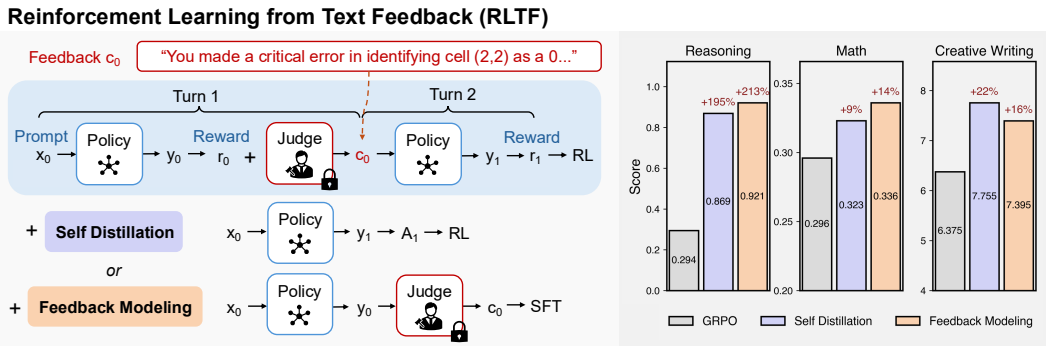 Reinforcement Learning from Text Feedback (RLTF)
Feedback c₀
“You made a critical error in identifying cell (2,2) as a 0...”
Turn 1
Turn 2
Prompt
x₀
Policy
y₀
Reward
r₀
+
Judge
c₀
Policy
y₁
Reward
r₁
RL
+ Self Distillation
x₀
Policy
y₁
A₁
RL
or
+ Feedback Modeling
x₀
Policy
y₀
Judge
c₀
SFT
Reasoning
Score
1.0
0.8
0.6
0.4
0.2
0.0
0.294
+195%
0.869
+213%
0.921
Math
0.35
0.30
0.25
0.20
0.296
+9%
0.323
+14%
0.336
Creative Writing
8
7
6
5
4
6.375
+22%
7.755
+16%
7.395
GRPO
Self Distillation
Feedback Modeling